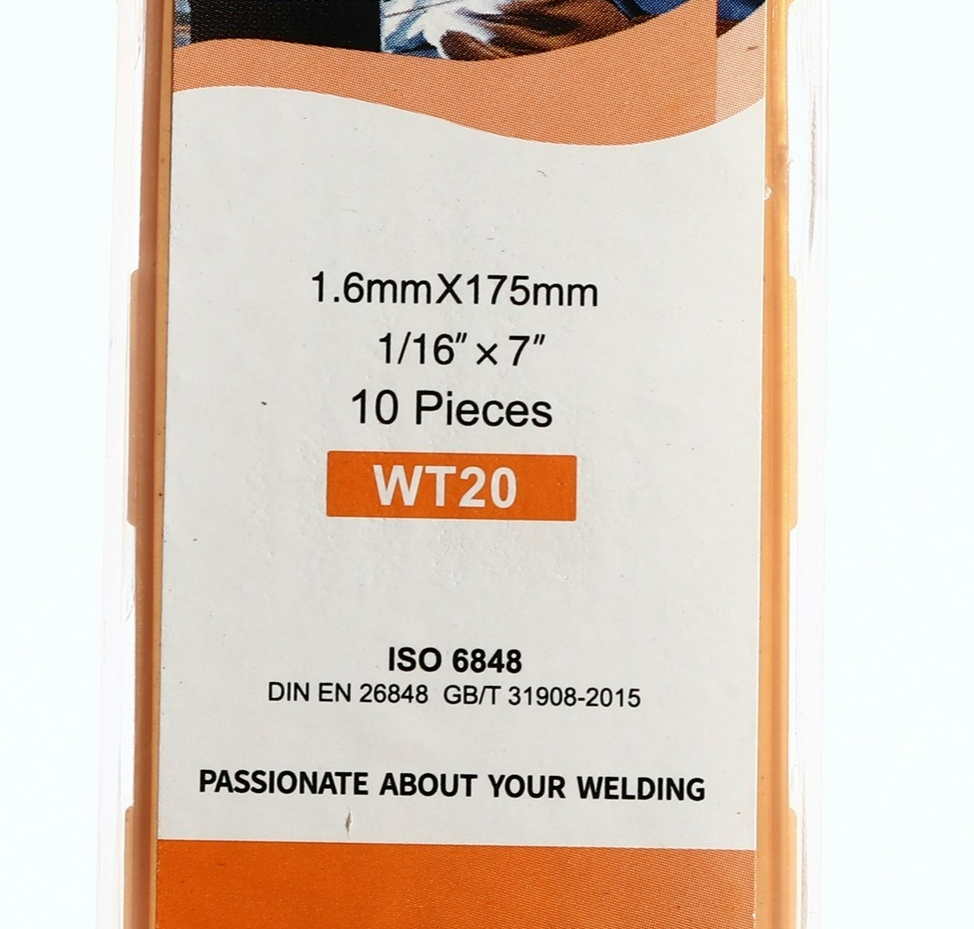 1.6mmX175mm
1/16″ × 7″
10 Pieces
WT20
ISO 6848
DIN EN 26848 GB/T 31908-2015
PASSIONATE ABOUT YOUR WELDING